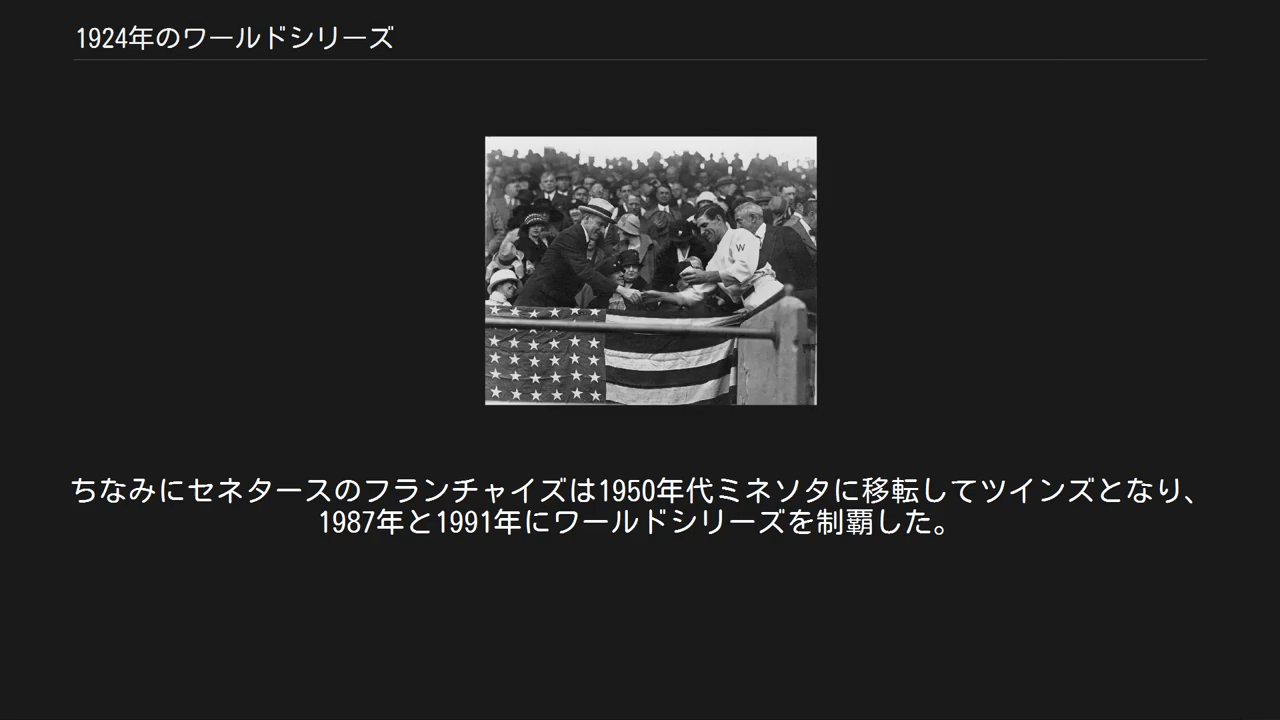 1924年のワールドシリーズ
W
ちなみにセネタースのフランチャイズは1950年代ミネソタに移転してツインズとなり、
1987年と1991年にワールドシリーズを制覇した。